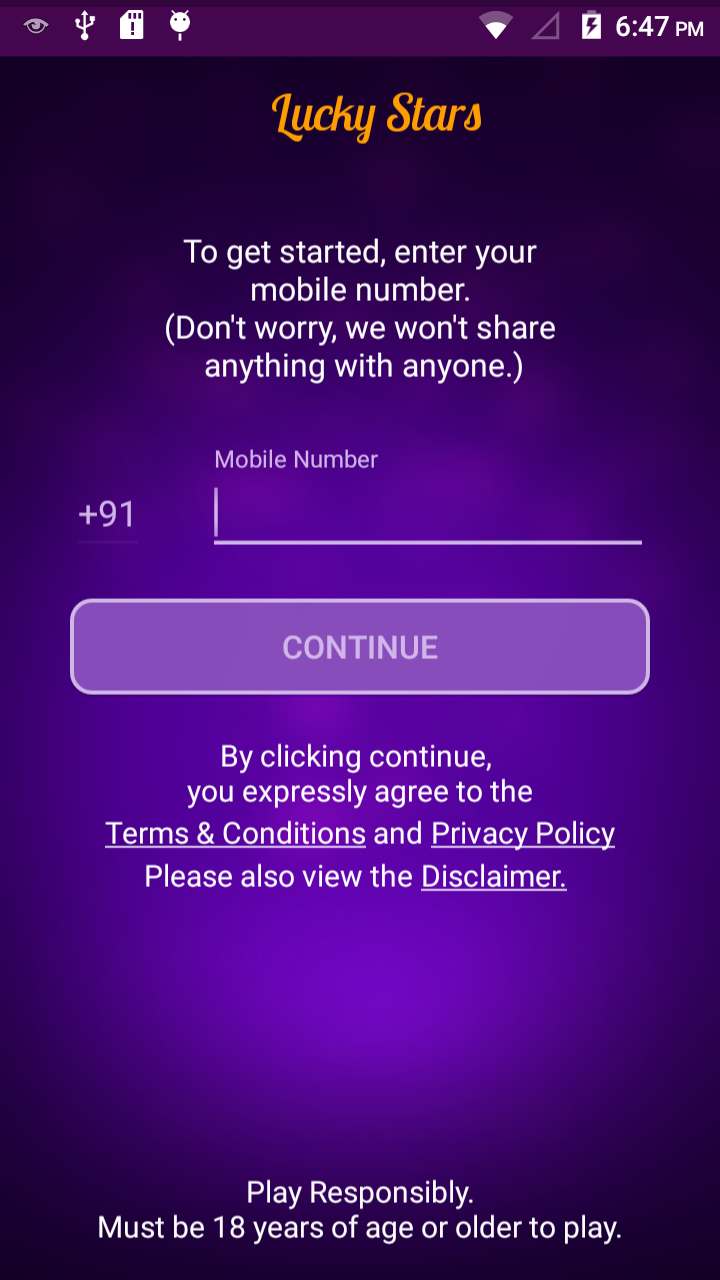 6:47 PM
Lucky Stars
To get started, enter your
mobile number.
(Don't worry, we won't share
anything with anyone.)
Mobile Number
+91
CONTINUE
By clicking continue,
you expressly agree to the
Terms & Conditions and Privacy Policy
Please also view the Disclaimer.
Play Responsibly.
Must be 18 years of age or older to play.